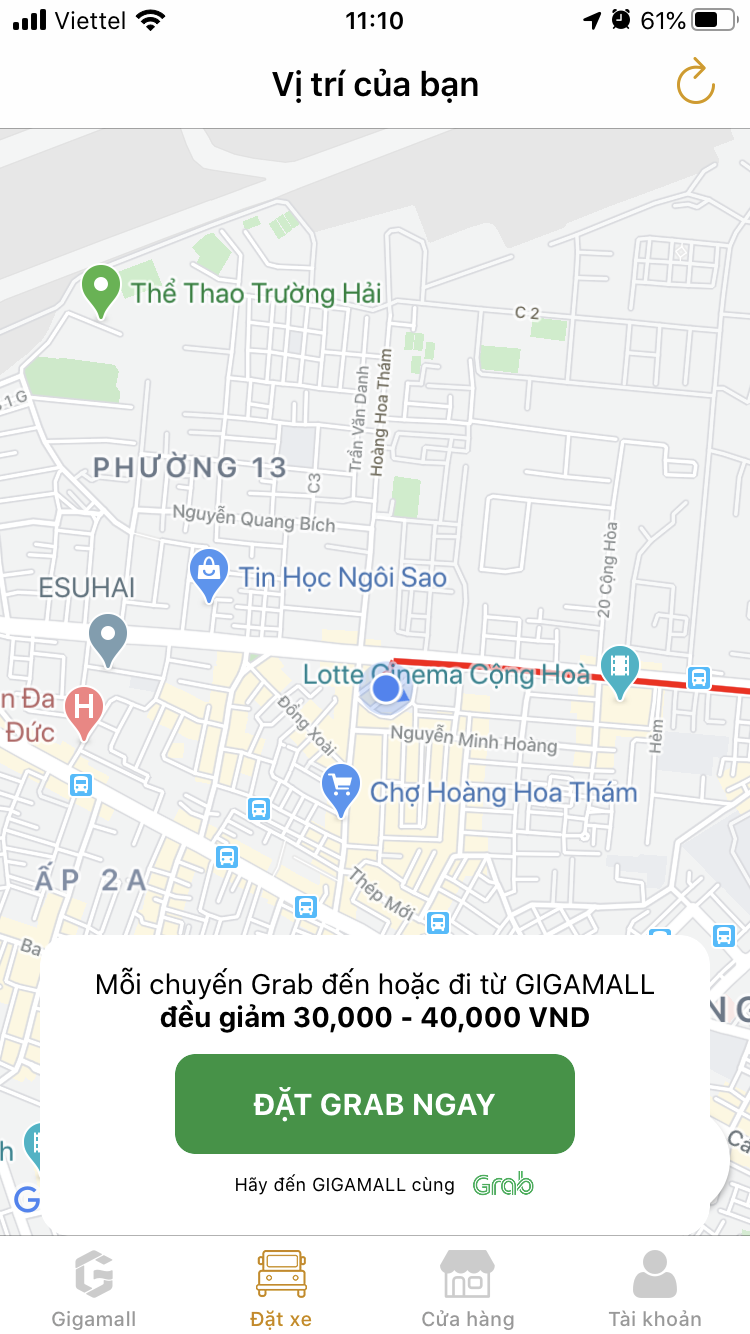 Viettel
11:10
61%
Vị trí của bạn
Thể Thao Trường Hải
C 2
Trần Văn Danh
Hoàng Hoa Thám
PHƯỜNG 13
C3
Nguyễn Quang Bích
20 Cộng Hòa
Tin Học Ngôi Sao
ESUHAI
Lotte Cinema Cộng Hoà
H
n Đa
Đức
Đồng Xoài
Nguyễn Minh Hoàng
Hẻm
Chợ Hoàng Hoa Thám
ẤP 2A
Thép Mới
Ba
NG
Mỗi chuyến Grab đến hoặc đi từ GIGAMALL
đều giảm 30,000 - 40,000 VND
ĐẶT GRAB NGAY
Hãy đến GIGAMALL cùng Grab
h
G
Gigamall
Đặt xe
Cửa hàng
Tài khoản